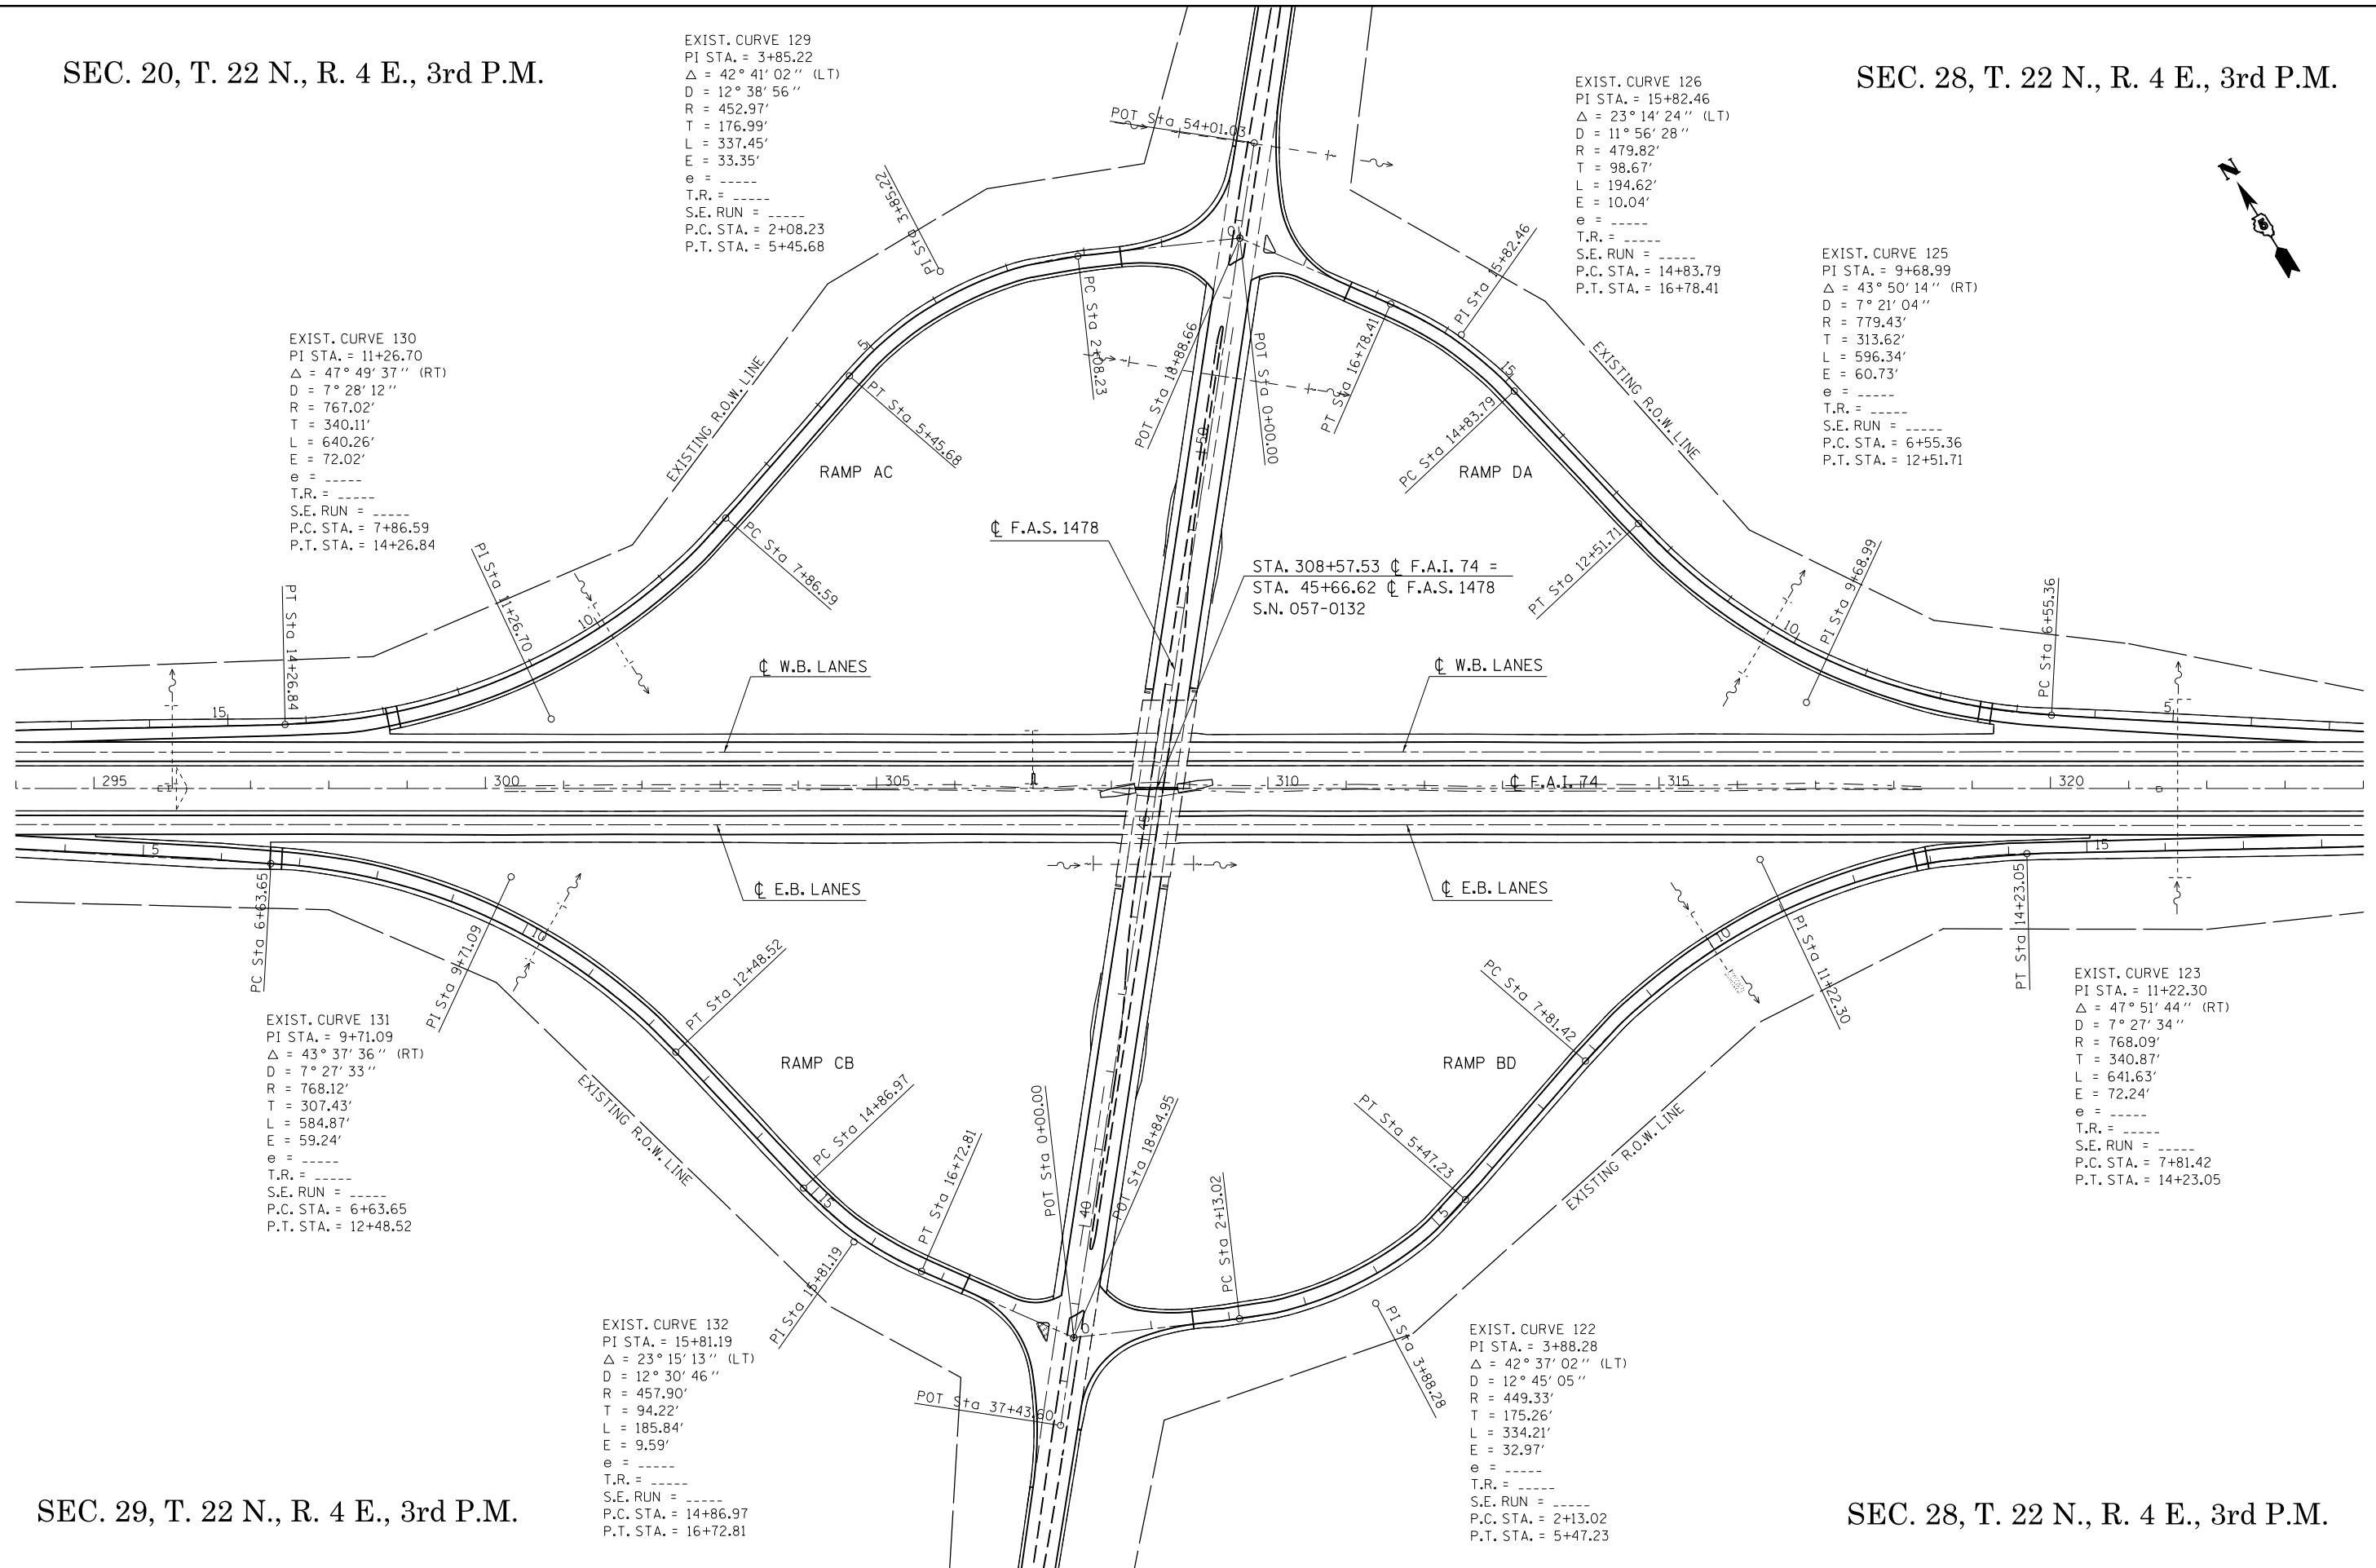 SEC. 20, T. 22 N., R. 4 E., 3rd P.M.
SEC. 28, T. 22 N., R. 4 E., 3rd P.M.
EXIST. CURVE 129
PI STA. = 3+85.22
Δ = 42° 41' 02'' (LT)
D = 12° 38' 56''
R = 452.97'
T = 176.99'
L = 337.45'
E = 33.35'
e = _____
T.R. = _____
S.E. RUN = _____
P.C. STA. = 2+08.23
P.T. STA. = 5+45.68
EXIST. CURVE 126
PI STA. = 15+82.46
Δ = 23° 14' 24'' (LT)
D = 11° 56' 28''
R = 479.82'
T = 98.67'
L = 194.62'
E = 10.04'
e = _____
T.R. = _____
S.E. RUN = _____
P.C. STA. = 14+83.79
P.T. STA. = 16+78.41
EXIST. CURVE 125
PI STA. = 9+68.99
Δ = 43° 50' 14'' (RT)
D = 7° 21' 04''
R = 779.43'
T = 313.62'
L = 596.34'
E = 60.73'
e = _____
T.R. = _____
S.E. RUN = _____
P.C. STA. = 6+55.36
P.T. STA. = 12+51.71
N
EXIST. CURVE 130
PI STA. = 11+26.70
Δ = 47° 49' 37'' (RT)
D = 7° 28' 12''
R = 767.02'
T = 340.11'
L = 640.26'
E = 72.02'
e = _____
T.R. = _____
S.E. RUN = _____
P.C. STA. = 7+86.59
P.T. STA. = 14+26.84
POT Sta 54+01.03
PI Sta 3+85.22
PC Sta 2+08.23
PT Sta 5+45.68
PC Sta 7+86.59
PI Sta 11+26.70
PT Sta 14+26.84
POT Sta 18+88.66
POT Sta 0+00.00
PT Sta 16+78.41
PI Sta 15+82.46
PC Sta 14+83.79
PT Sta 12+51.71
PI Sta 9+68.99
PC Sta 6+55.36
EXISTING R.O.W. LINE
EXISTING R.O.W. LINE
0
5
10
15
15
10
5
50
RAMP AC
RAMP DA
℄ F.A.S. 1478
STA. 308+57.53 ℄ F.A.I. 74 =
STA. 45+66.62 ℄ F.A.S. 1478
S.N. 057-0132
℄ W.B. LANES
℄ W.B. LANES
295
300
305
310
℄ F.A.I. 74
315
320
45
℄ E.B. LANES
℄ E.B. LANES
5
10
15
15
10
5
0
40
PC Sta 6+63.65
PI Sta 9+71.09
PT Sta 12+48.52
PC Sta 14+86.97
PI Sta 15+81.19
PT Sta 16+72.81
POT Sta 0+00.00
POT Sta 18+84.95
PC Sta 2+13.02
PI Sta 3+88.28
PT Sta 5+47.23
PC Sta 7+81.42
PI Sta 11+22.30
PT Sta 14+23.05
POT Sta 37+43.60
RAMP CB
RAMP BD
EXISTING R.O.W. LINE
EXISTING R.O.W. LINE
EXIST. CURVE 131
PI STA. = 9+71.09
Δ = 43° 37' 36'' (RT)
D = 7° 27' 33''
R = 768.12'
T = 307.43'
L = 584.87'
E = 59.24'
e = _____
T.R. = _____
S.E. RUN = _____
P.C. STA. = 6+63.65
P.T. STA. = 12+48.52
EXIST. CURVE 123
PI STA. = 11+22.30
Δ = 47° 51' 44'' (RT)
D = 7° 27' 34''
R = 768.09'
T = 340.87'
L = 641.63'
E = 72.24'
e = _____
T.R. = _____
S.E. RUN = _____
P.C. STA. = 7+81.42
P.T. STA. = 14+23.05
EXIST. CURVE 132
PI STA. = 15+81.19
Δ = 23° 15' 13'' (LT)
D = 12° 30' 46''
R = 457.90'
T = 94.22'
L = 185.84'
E = 9.59'
e = _____
T.R. = _____
S.E. RUN = _____
P.C. STA. = 14+86.97
P.T. STA. = 16+72.81
EXIST. CURVE 122
PI STA. = 3+88.28
Δ = 42° 37' 02'' (LT)
D = 12° 45' 05''
R = 449.33'
T = 175.26'
L = 334.21'
E = 32.97'
e = _____
T.R. = _____
S.E. RUN = _____
P.C. STA. = 2+13.02
P.T. STA. = 5+47.23
SEC. 29, T. 22 N., R. 4 E., 3rd P.M.
SEC. 28, T. 22 N., R. 4 E., 3rd P.M.